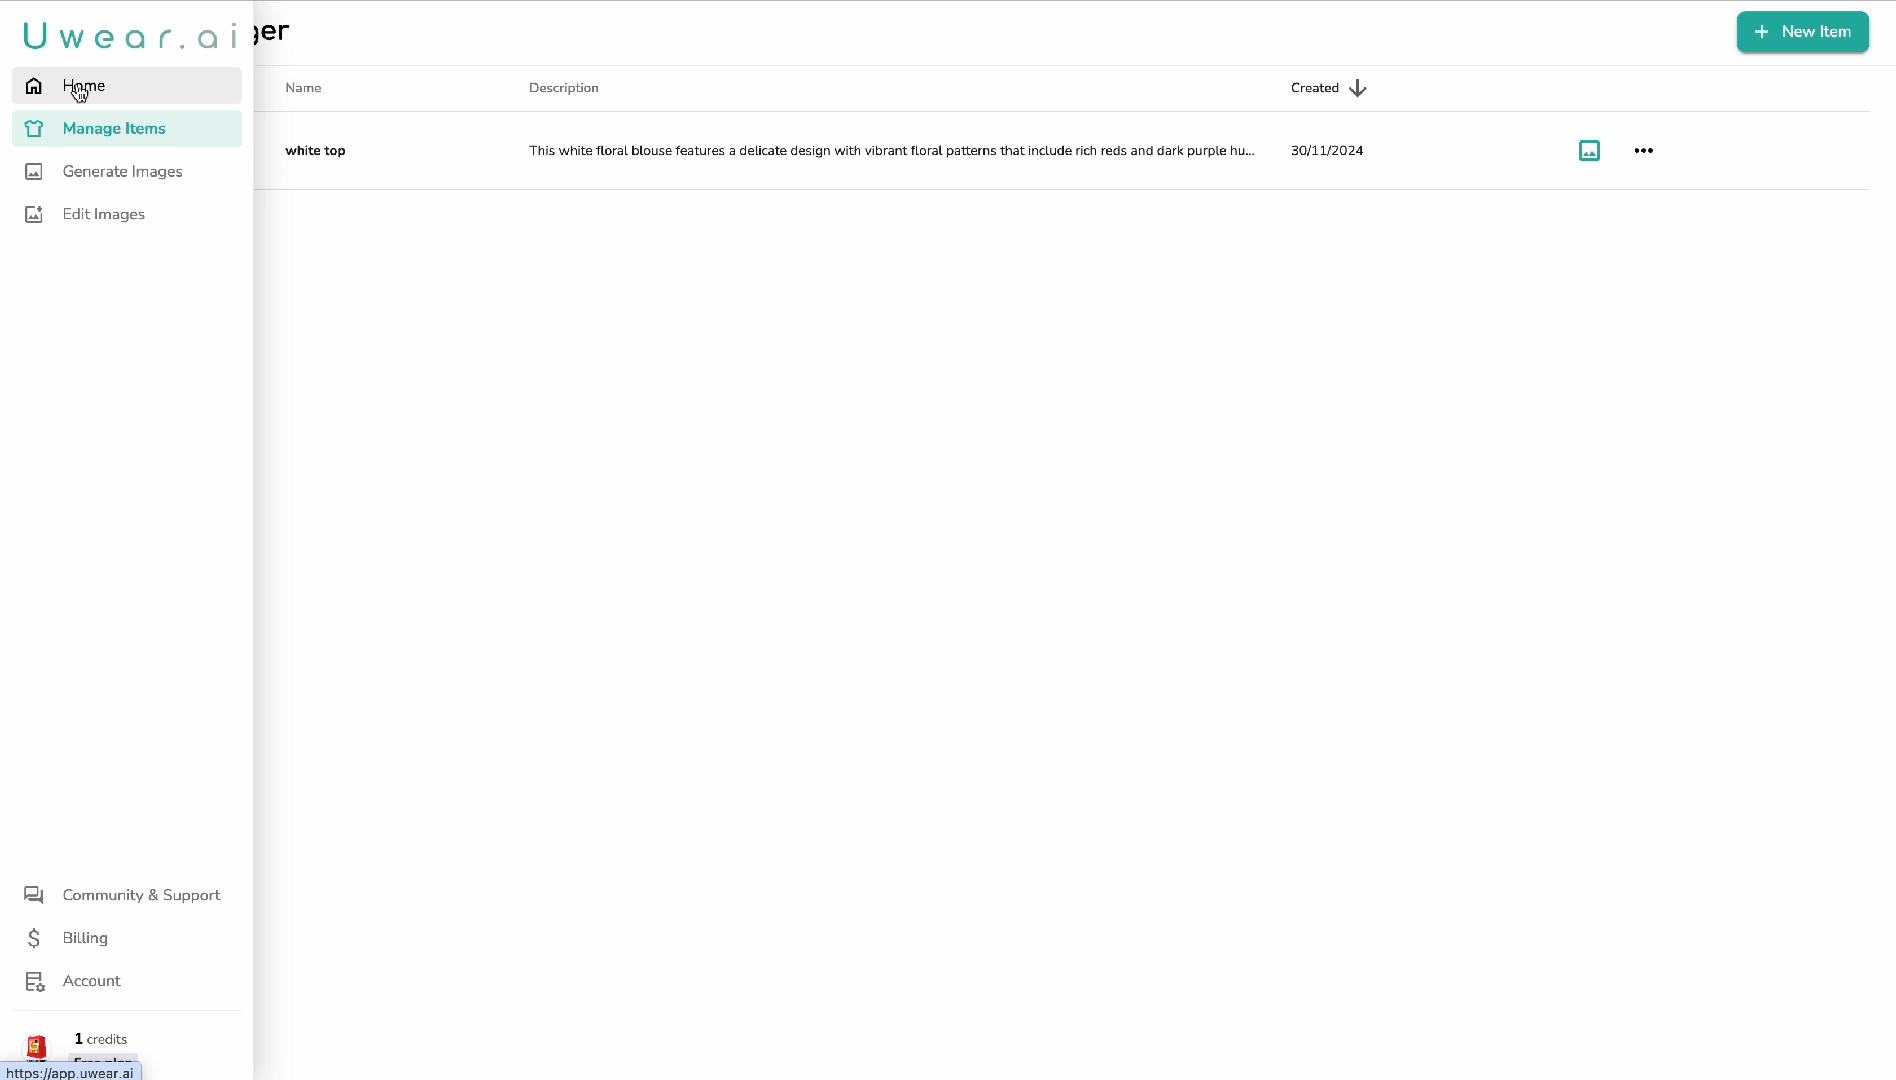 Uwear.ai
ger
+ New Item
Home
Name
Description
Created
Manage Items
white top
This white floral blouse features a delicate design with vibrant floral patterns that include rich reds and dark purple hu...
30/11/2024
Generate Images
Edit Images
Community & Support
Billing
Account
1 credits
Free plan
https://app.uwear.ai